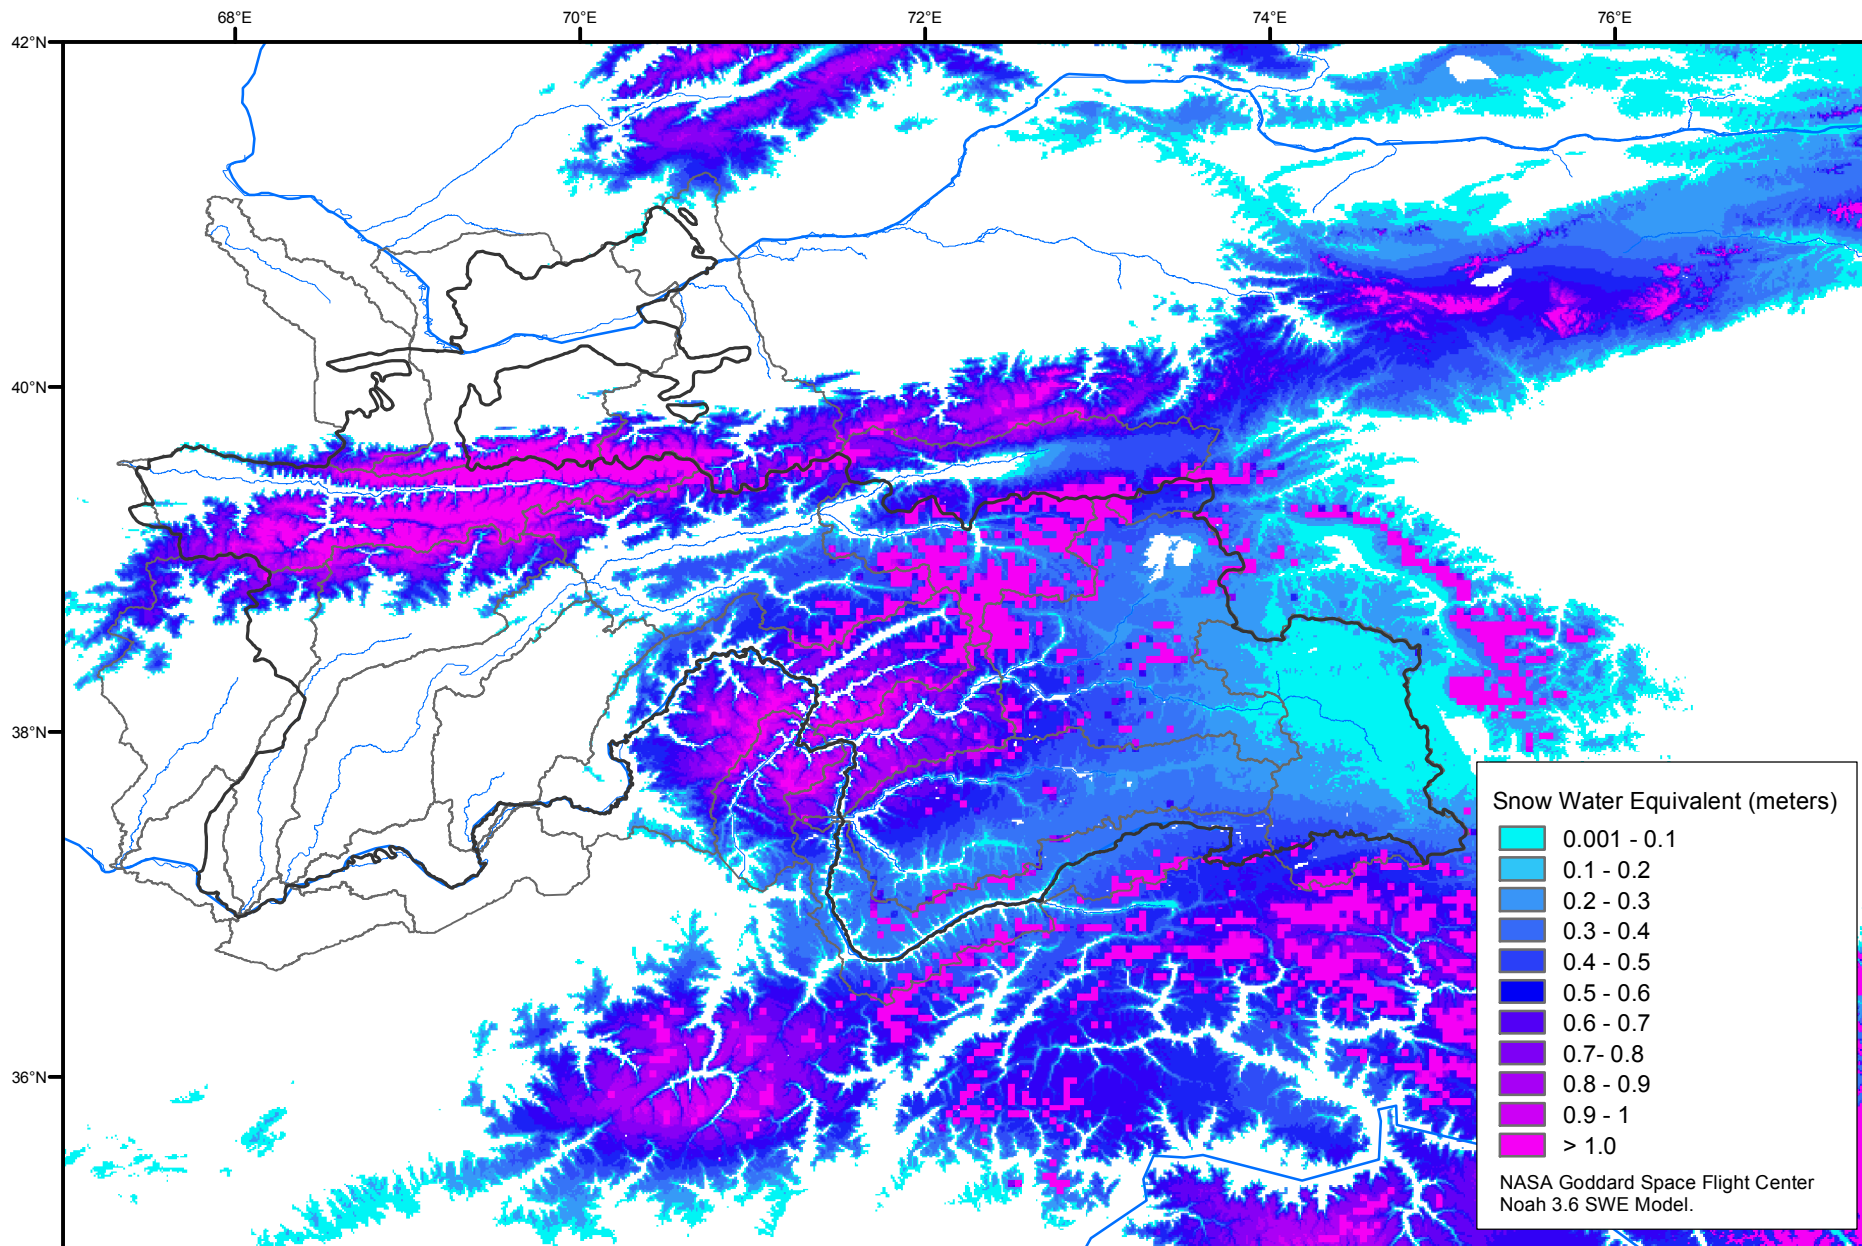 68°E 70°E 72°E 74°E 76°E
42°N
40°N
38°N
36°N
Snow Water Equivalent (meters)
0.001 - 0.1
0.1 - 0.2
0.2 - 0.3
0.3 - 0.4
0.4 - 0.5
0.5 - 0.6
0.6 - 0.7
0.7- 0.8
0.8 - 0.9
0.9 - 1
> 1.0
NASA Goddard Space Flight Center
Noah 3.6 SWE Model.